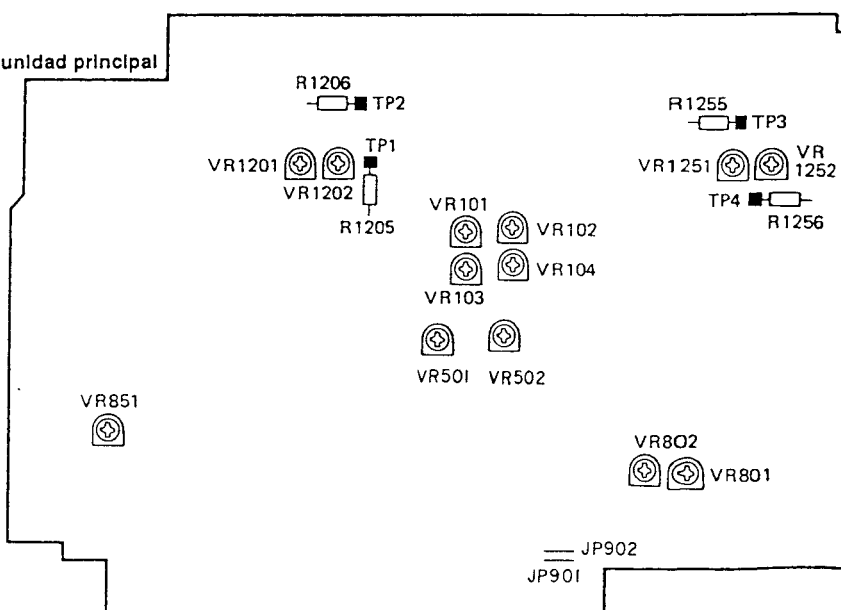 unidad principal
R1206
TP2
R1255
TP3
TP1
VR1201
VR1202
R1205
VR1251
VR
1252
TP4
R1256
VR101
VR102
VR104
VR103
VR501
VR502
VR851
VR802
VR801
JP902
JP901